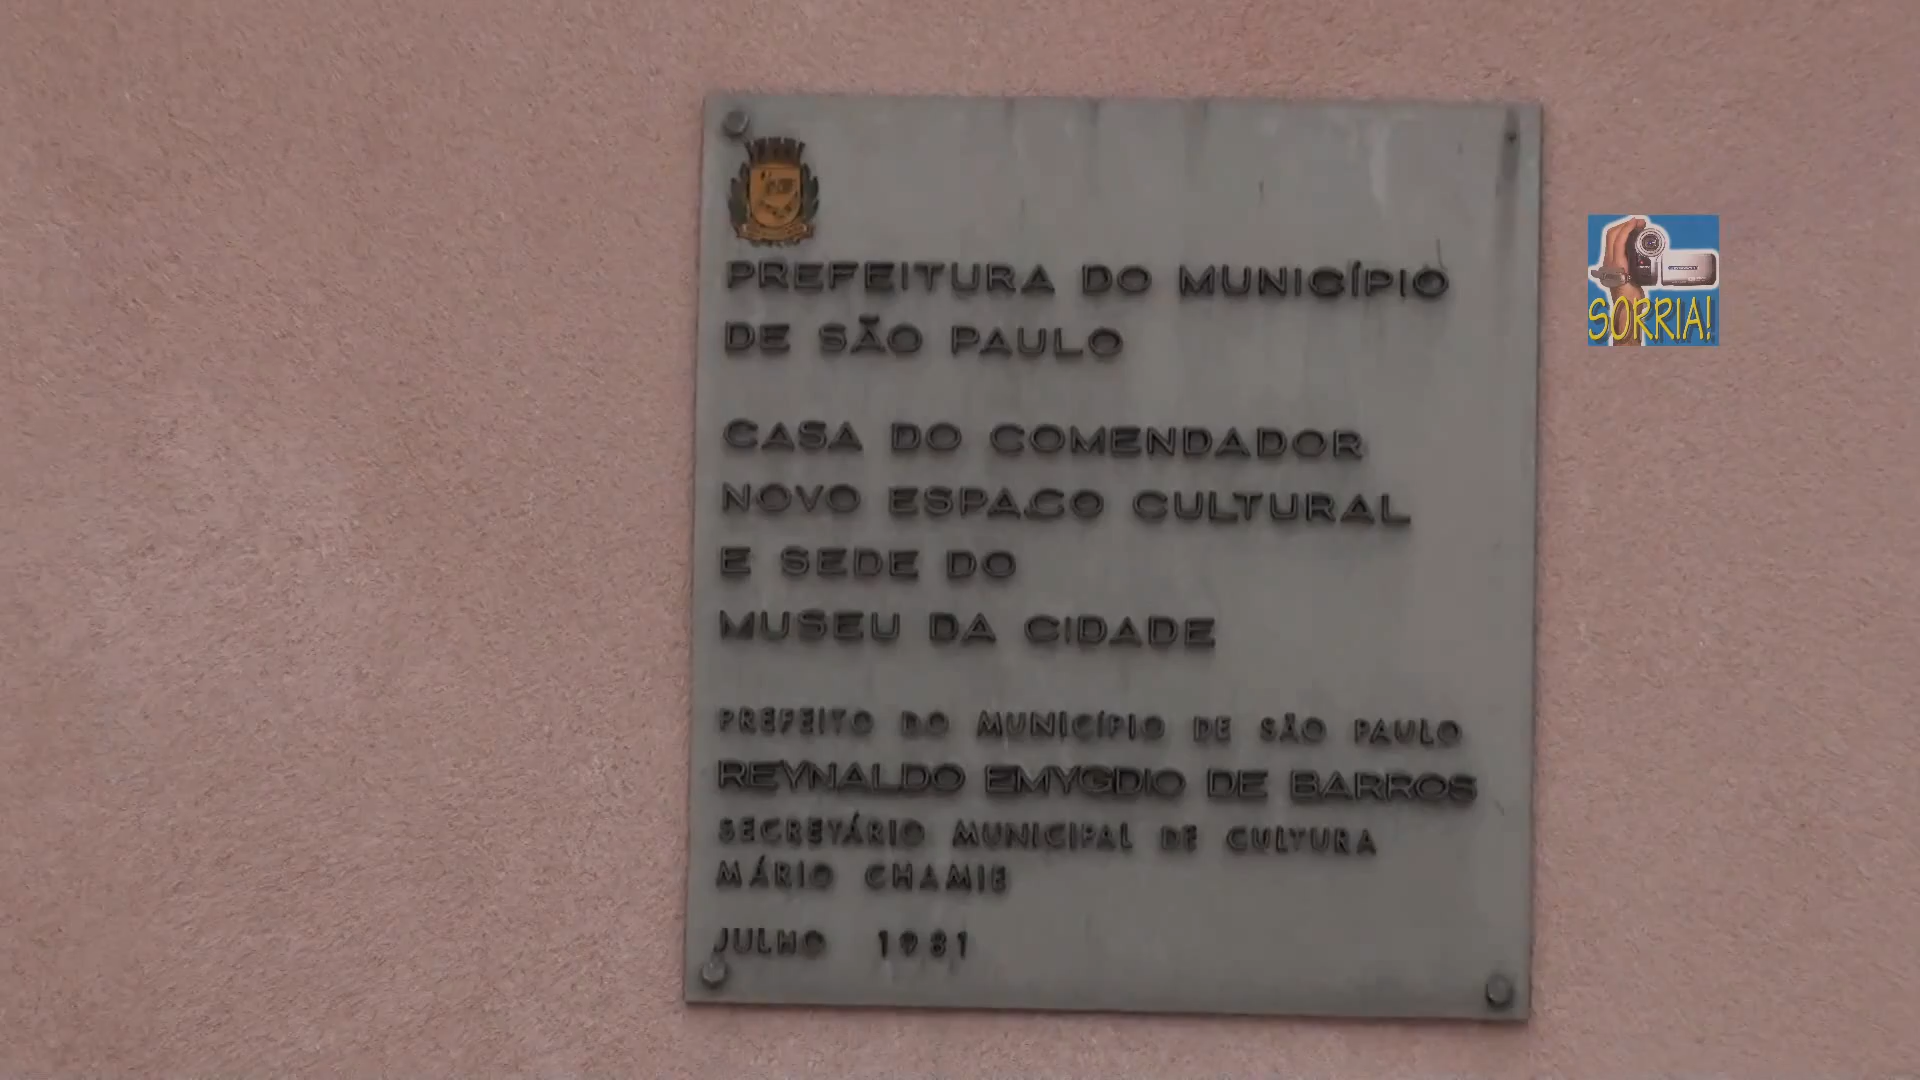 PREFEITURA DO MUNICÍPIO
DE SÃO PAULO
CASA DO COMENDADOR
NOVO ESPAÇO CULTURAL
E SEDE DO
MUSEU DA CIDADE
PREFEITO DO MUNICÍPIO DE SÃO PAULO
REYNALDO EMYGDIO DE BARROS
SECRETÁRIO MUNICIPAL DE CULTURA
MÁRIO CHAMIE
JULHO 1981
SORRIA!